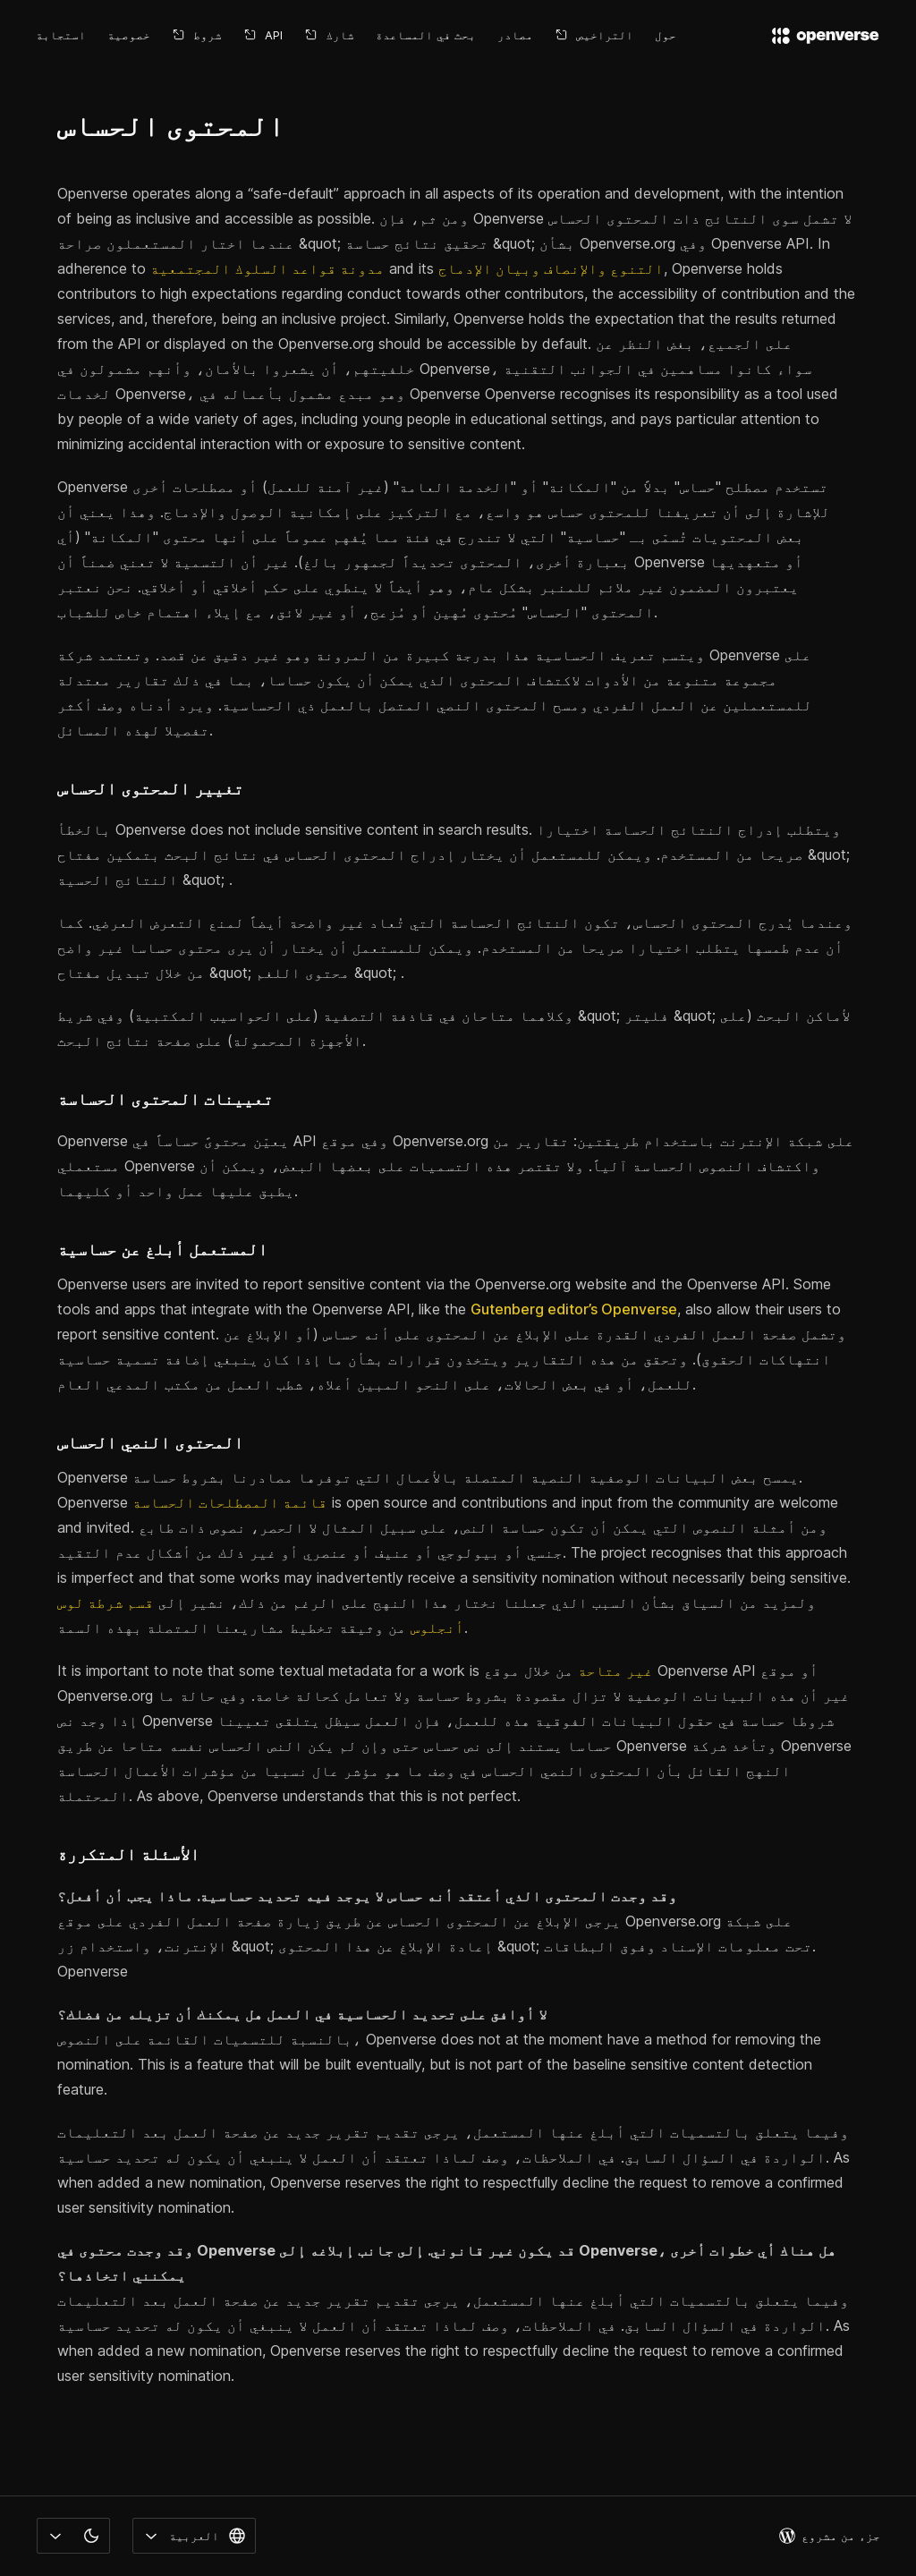 openverse
حول
التراخيص
مصادر
بحث في المساعدة
شارك
API
شروط
خصوصية
استجابة
المحتوى الحساس
Openverse operates along a “safe-default” approach in all aspects of its operation and development, with the intention
of being as inclusive and accessible as possible. ومن ثم، فإن Openverse لا تشمل سوى النتائج ذات المحتوى الحساس
عندما اختار المستعملون صراحة &quot; تحقيق نتائج حساسة &quot; بشأن Openverse.org وفي Openverse API. In
adherence to مدونة قواعد السلوك المجتمعية and its التنوع والإنصاف وبيان الإدماج, Openverse holds
contributors to high expectations regarding conduct towards other contributors, the accessibility of contribution and the
services, and, therefore, being an inclusive project. Similarly, Openverse holds the expectation that the results returned
from the API or displayed on the Openverse.org should be accessible by default. على الجميع، بغض النظر عن
خلفيتهم، أن يشعروا بالأمان، وأنهم مشمولون في Openverse، سواء كانوا مساهمين في الجوانب التقنية
لخدمات Openverse، وهو مبدع مشمول بأعماله في Openverse Openverse recognises its responsibility as a tool used
by people of a wide variety of ages, including young people in educational settings, and pays particular attention to
minimizing accidental interaction with or exposure to sensitive content.
Openverse تستخدم مصطلح "حساس" بدلاً من "المكانة" أو "الخدمة العامة" (غير آمنة للعمل) أو مصطلحات أخرى
للإشارة إلى أن تعريفنا للمحتوى حساس هو واسع، مع التركيز على إمكانية الوصول والإدماج. وهذا يعني أن
بعض المحتويات تُسمّى بـ "حساسية" التي لا تندرج في فئة مما يُفهم عموماً على أنها محتوى "المكانة" (أي
بعبارة أخرى، المحتوى تحديداً لجمهور بالغ). غير أن التسمية لا تعني ضمناً أن Openverse أو متعهديها
يعتبرون المضمون غير ملائم للمنبر بشكل عام، وهو أيضاً لا ينطوي على حكم أخلاقي أو أخلاقي. نحن نعتبر
المحتوى "الحساس" مُحتوى مُهين أو مُزعج، أو غير لائق، مع إيلاء اهتمام خاص للشباب.
ويتسم تعريف الحساسية هذا بدرجة كبيرة من المرونة وهو غير دقيق عن قصد. وتعتمد شركة Openverse على
مجموعة متنوعة من الأدوات لاكتشاف المحتوى الذي يمكن أن يكون حساسا، بما في ذلك تقارير معتدلة
للمستعملين عن العمل الفردي ومسح المحتوى النصي المتصل بالعمل ذي الحساسية. ويرد أدناه وصف أكثر
تفصيلا لهذه المسائل.
تغيير المحتوى الحساس
بالخطأ Openverse does not include sensitive content in search results. ويتطلب إدراج النتائج الحساسة اختيارا
صريحا من المستخدم. ويمكن للمستعمل أن يختار إدراج المحتوى الحساس في نتائج البحث بتمكين مفتاح &quot;
النتائج الحسية &quot; .
وعندما يُدرج المحتوى الحساس، تكون النتائج الحساسة التي تُعاد غير واضحة أيضاً لمنع التعرض العرضي. كما
أن عدم طمسها يتطلب اختيارا صريحا من المستخدم. ويمكن للمستعمل أن يختار أن يرى محتوى حساسا غير واضح
من خلال تبديل مفتاح &quot; محتوى اللغم &quot; .
وكلاهما متاحان في قاذفة التصفية (على الحواسيب المكتبية) وفي شريط &quot; فليتر &quot; لأماكن البحث (على
الأجهزة المحمولة) على صفحة نتائج البحث.
تعيينات المحتوى الحساسة
Openverse يعيّن محتوىً حساساً في API وفي موقع Openverse.org على شبكة الإنترنت باستخدام طريقتين: تقارير من
مستعملي Openverse واكتشاف النصوص الحساسة آلياً. ولا تقتصر هذه التسميات على بعضها البعض، ويمكن أن
يطبق عليها عمل واحد أو كليهما.
المستعمل أبلغ عن حساسية
Openverse users are invited to report sensitive content via the Openverse.org website and the Openverse API. Some
tools and apps that integrate with the Openverse API, like the Gutenberg editor’s Openverse, also allow their users to
report sensitive content. وتشمل صفحة العمل الفردي القدرة على الإبلاغ عن المحتوى على أنه حساس (أو الإبلاغ عن
انتهاكات الحقوق). وتحقق من هذه التقارير ويتخذون قرارات بشأن ما إذا كان ينبغي إضافة تسمية حساسية
للعمل، أو في بعض الحالات، على النحو المبين أعلاه، شطب العمل من مكتب المدعي العام.
المحتوى النصي الحساس
Openverse يمسح بعض البيانات الوصفية النصية المتصلة بالأعمال التي توفرها مصادرنا بشروط حساسة.
Openverse قائمة المصطلحات الحساسة is open source and contributions and input from the community are welcome
and invited. ومن أمثلة النصوص التي يمكن أن تكون حساسة النص، على سبيل المثال لا الحصر، نصوص ذات طابع
جنسي أو بيولوجي أو عنيف أو عنصري أو غير ذلك من أشكال عدم التقيد. The project recognises that this approach
is imperfect and that some works may inadvertently receive a sensitivity nomination without necessarily being sensitive.
ولمزيد من السياق بشأن السبب الذي جعلنا نختار هذا النهج على الرغم من ذلك، نشير إلى قسم شرطة لوس
أنجلوس من وثيقة تخطيط مشاريعنا المتصلة بهذه السمة.
It is important to note that some textual metadata for a work is غير متاحة من خلال موقع Openverse API أو موقع
Openverse.org غير أن هذه البيانات الوصفية لا تزال مقصودة بشروط حساسة ولا تعامل كحالة خاصة. وفي حالة ما
إذا وجد نص Openverse شروطا حساسة في حقول البيانات الفوقية هذه للعمل، فإن العمل سيظل يتلقى تعيينا
حساسا يستند إلى نص حساس حتى وإن لم يكن النص الحساس نفسه متاحا عن طريق Openverse وتأخذ شركة Openverse
النهج القائل بأن المحتوى النصي الحساس في وصف ما هو مؤشر عال نسبيا من مؤشرات الأعمال الحساسة
المحتملة. As above, Openverse understands that this is not perfect.
الأسئلة المتكررة
وقد وجدت المحتوى الذي أعتقد أنه حساس لا يوجد فيه تحديد حساسية. ماذا يجب أن أفعل؟
يرجى الإبلاغ عن المحتوى الحساس عن طريق زيارة صفحة العمل الفردي على موقع Openverse.org على شبكة
الإنترنت، واستخدام زر &quot; إعادة الإبلاغ عن هذا المحتوى &quot; تحت معلومات الإسناد وفوق البطاقات.
Openverse
لا أوافق على تحديد الحساسية في العمل هل يمكنك أن تزيله من فضلك؟
بالنسبة للتسميات القائمة على النصوص، Openverse does not at the moment have a method for removing the
nomination. This is a feature that will be built eventually, but is not part of the baseline sensitive content detection
feature.
وفيما يتعلق بالتسميات التي أبلغ عنها المستعمل، يرجى تقديم تقرير جديد عن صفحة العمل بعد التعليمات
الواردة في السؤال السابق. في الملاحظات، وصف لماذا تعتقد أن العمل لا ينبغي أن يكون له تحديد حساسية. As
when added a new nomination, Openverse reserves the right to respectfully decline the request to remove a confirmed
user sensitivity nomination.
وقد وجدت محتوى في Openverse قد يكون غير قانوني. إلى جانب إبلاغه إلى Openverse، هل هناك أي خطوات أخرى
يمكنني اتخاذها؟
وفيما يتعلق بالتسميات التي أبلغ عنها المستعمل، يرجى تقديم تقرير جديد عن صفحة العمل بعد التعليمات
الواردة في السؤال السابق. في الملاحظات، وصف لماذا تعتقد أن العمل لا ينبغي أن يكون له تحديد حساسية. As
when added a new nomination, Openverse reserves the right to respectfully decline the request to remove a confirmed
user sensitivity nomination.
جزء من مشروع
العربية